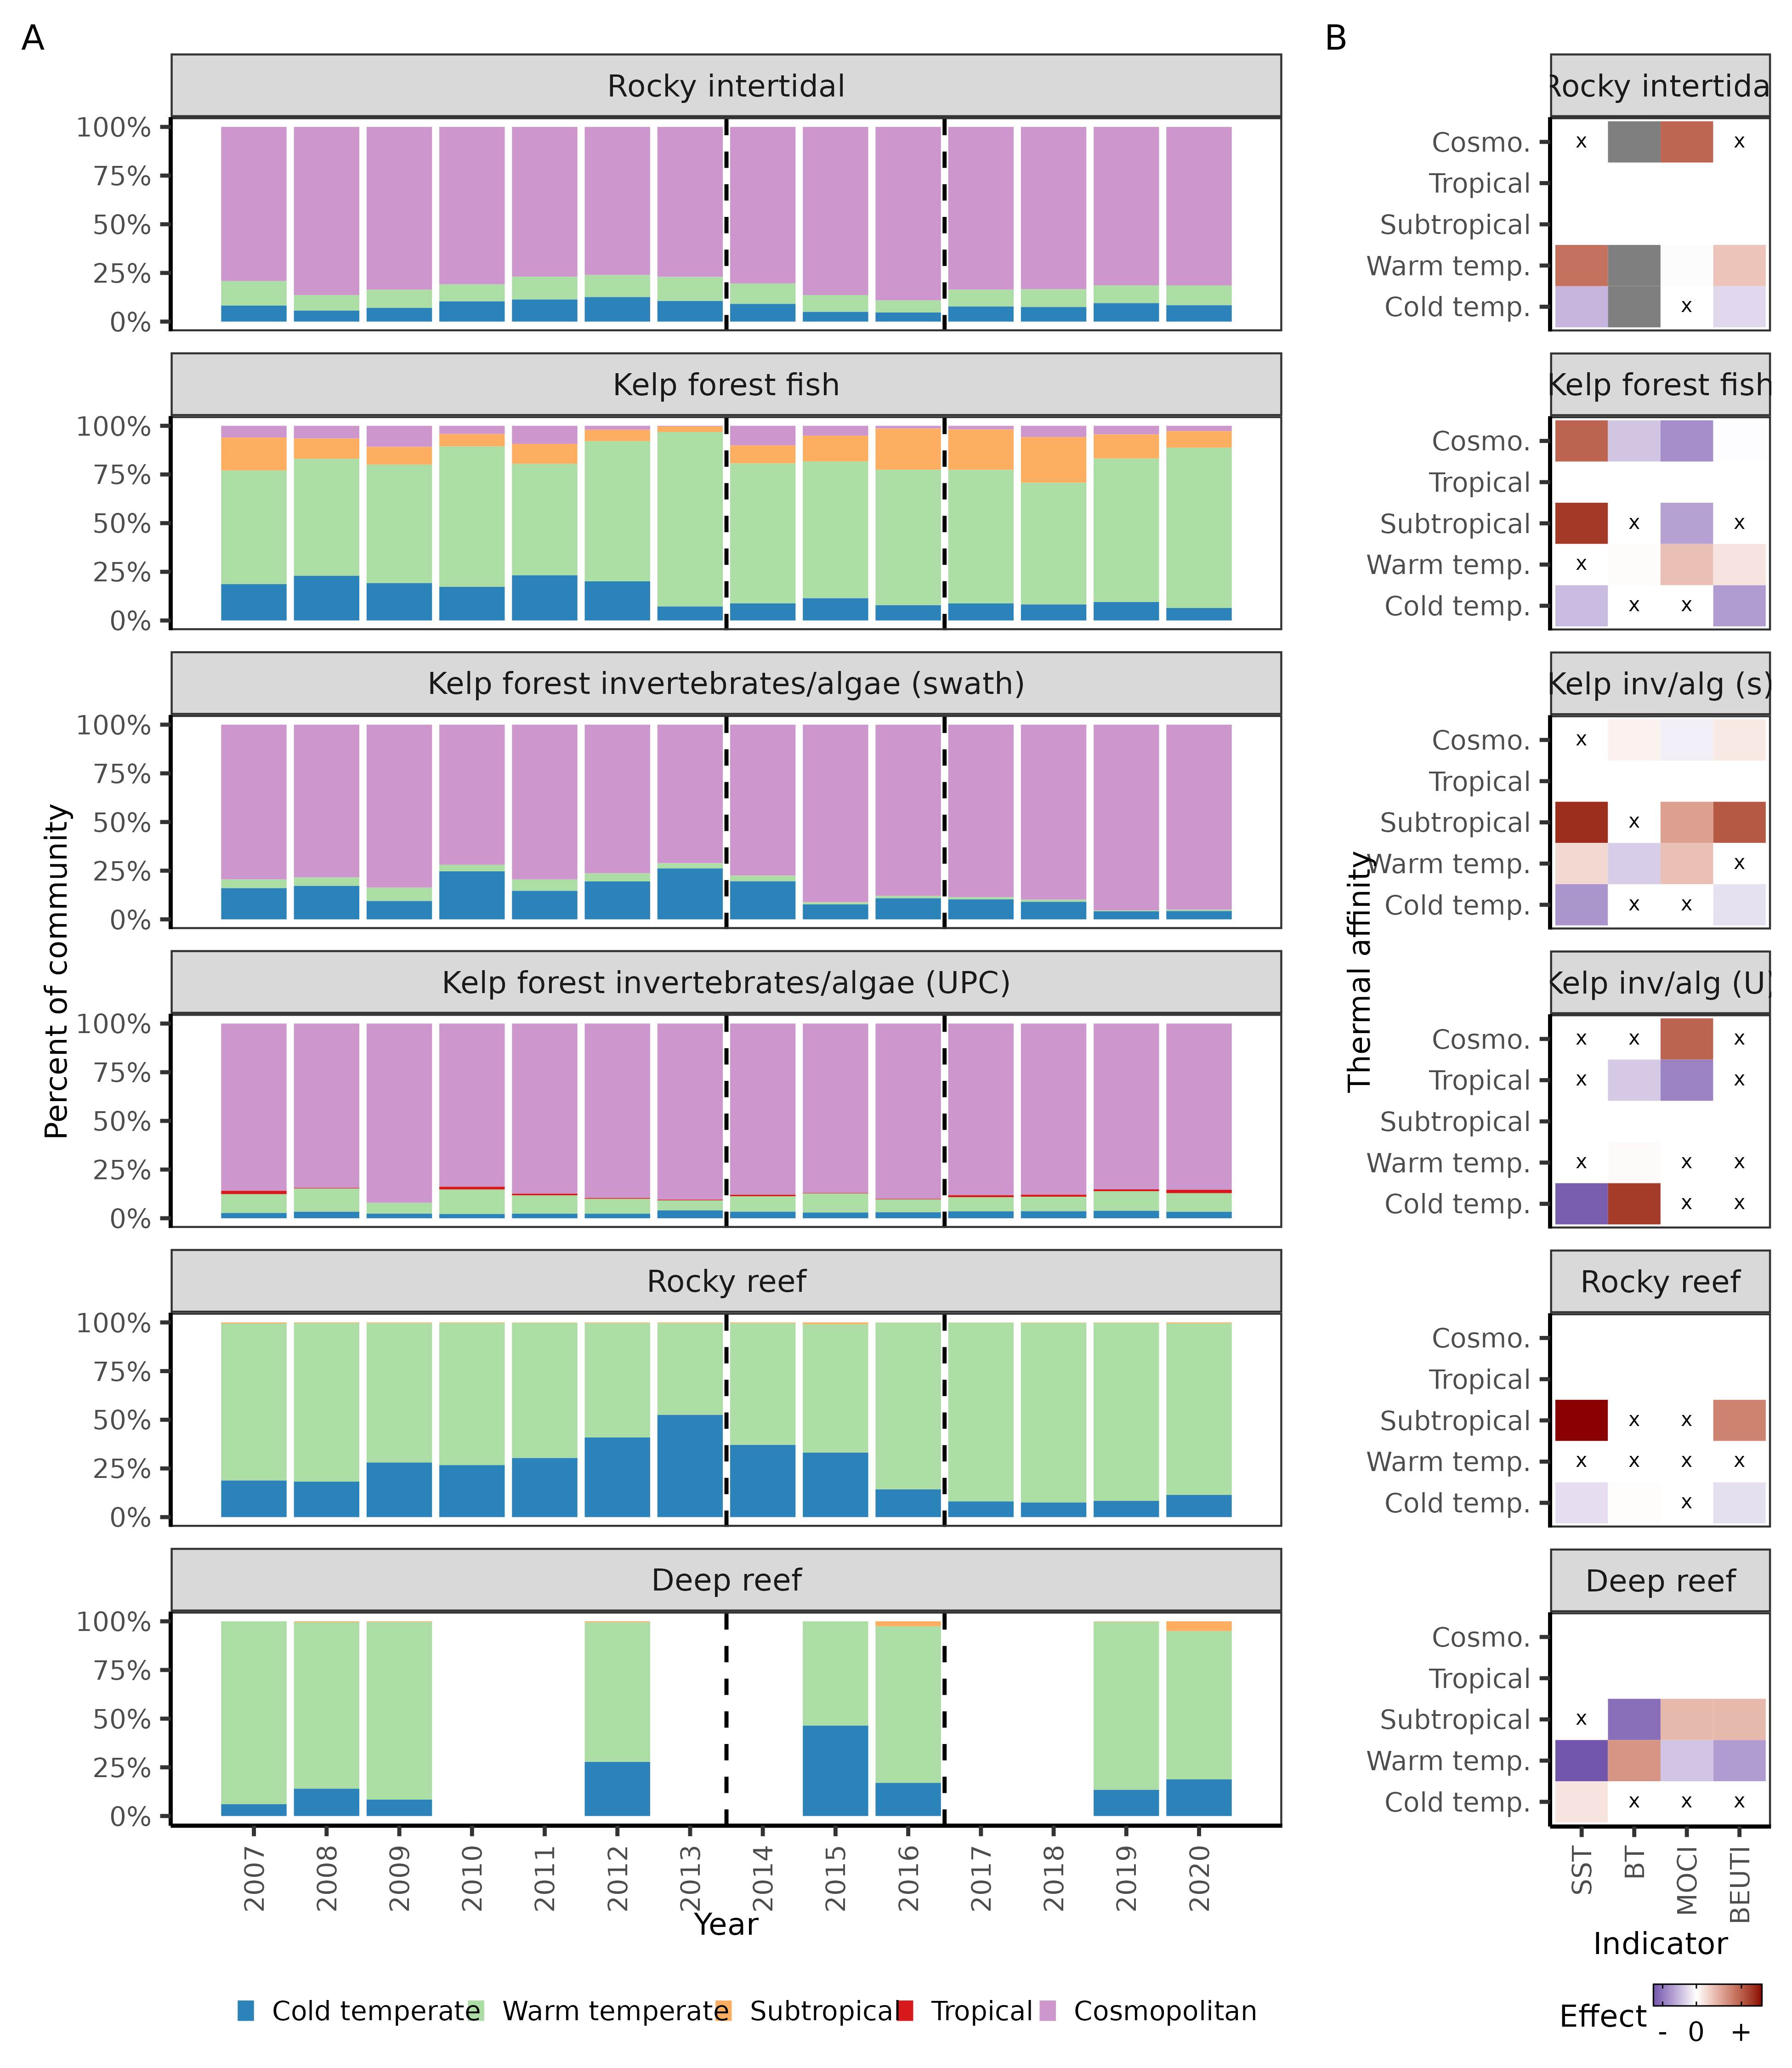 A
B
Rocky intertidal
100%
75%
50%
25%
0%
Rocky intertida
Cosmo.
x
x
Tropical
Subtropical
Warm temp.
Cold temp.
x
Kelp forest fish
100%
75%
50%
25%
0%
Kelp forest fish
Cosmo.
Tropical
Subtropical
x
x
Warm temp.
x
Cold temp.
x
x
Kelp forest invertebrates/algae (swath)
100%
75%
50%
25%
0%
Kelp inv/alg (s)
Cosmo.
x
Tropical
Subtropical
x
Warm temp.
x
Cold temp.
x
x
Percent of community
Thermal affinity
Kelp forest invertebrates/algae (UPC)
100%
75%
50%
25%
0%
Kelp inv/alg (U)
Cosmo.
x
x
x
Tropical
x
x
Subtropical
Warm temp.
x
x
x
Cold temp.
x
x
Rocky reef
100%
75%
50%
25%
0%
Rocky reef
Cosmo.
Tropical
Subtropical
x
x
Warm temp.
x
x
x
x
Cold temp.
x
Deep reef
100%
75%
50%
25%
0%
Deep reef
Cosmo.
Tropical
Subtropical
x
Warm temp.
Cold temp.
x
x
x
2007
2008
2009
2010
2011
2012
2013
2014
2015
2016
2017
2018
2019
2020
Year
SST
BT
MOCI
BEUTI
Indicator
Cold temperate
Warm temperate
Subtropical
Tropical
Cosmopolitan
Effect
- 0 +